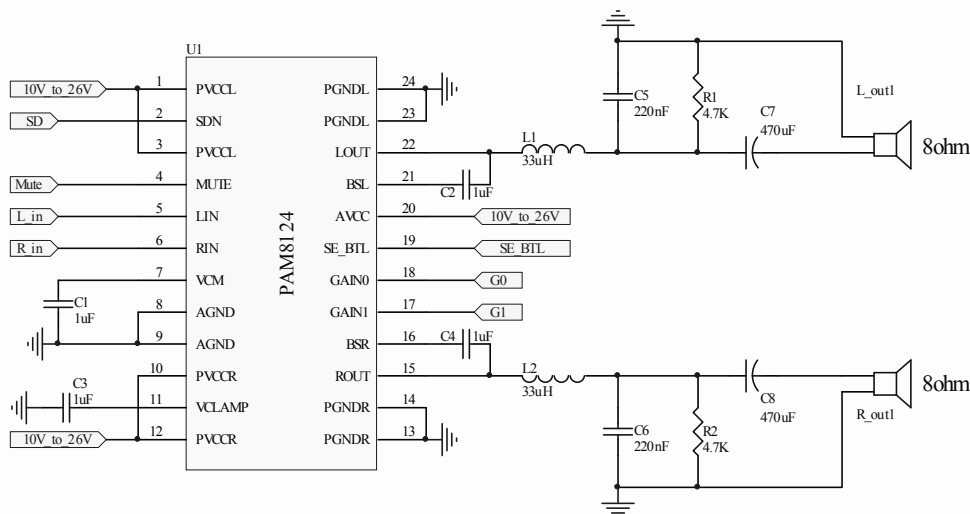 U1
PAM8124
10V_to_26V
1
PVCCL
SD
2
SDN
3
PVCCL
Mute
4
MUTE
L_in
5
LIN
R_in
6
RIN
7
VCM
C1
1uF
8
AGND
9
AGND
10
PVCCR
C3
1uF
11
VCLAMP
10V_to_26V
12
PVCCR
PGNDL
24
PGNDL
23
LOUT
22
BSL
21
C2
1uF
AVCC
20
10V_to_26V
SE_BTL
19
SE_BTL
GAIN0
18
G0
GAIN1
17
G1
BSR
16
C4
1uF
ROUT
15
PGNDR
14
PGNDR
13
L1
33uH
C5
220nF
R1
4.7K
C7
470uF
L_out1
8ohm
L2
33uH
C6
220nF
R2
4.7K
C8
470uF
R_out1
8ohm